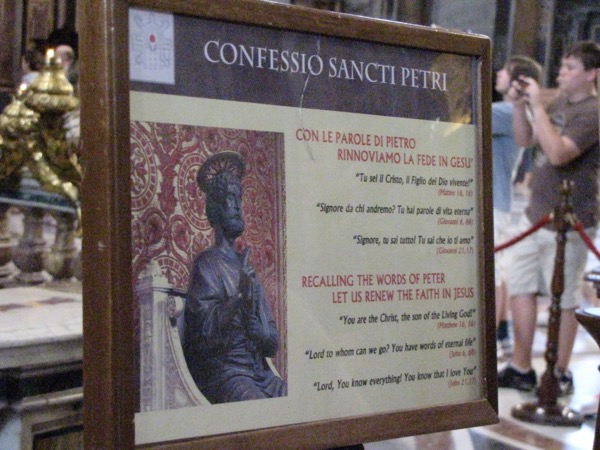 CONFESSIO SANCTI PETRI
CON LE PAROLE DI PIETRO
RINNOVIAMO LA FEDE IN GESU'
"Tu sei il Cristo, il Figlio del Dio vivente!"
(Matteo 16, 16)
"Signore da chi andremo? Tu hai parole di vita eterna"
(Giovanni 6, 68)
"Signore, tu sai tutto! Tu sai che io ti amo"
(Giovanni 21,17)
RECALLING THE WORDS OF PETER
LET US RENEW THE FAITH IN JESUS
"You are the Christ, the son of the Living God!"
(Matthew 16, 16)
"Lord to whom can we go? You have words of eternal life"
(John 6, 68)
"Lord, You know everything! You know that I love You"
(John 21,17)